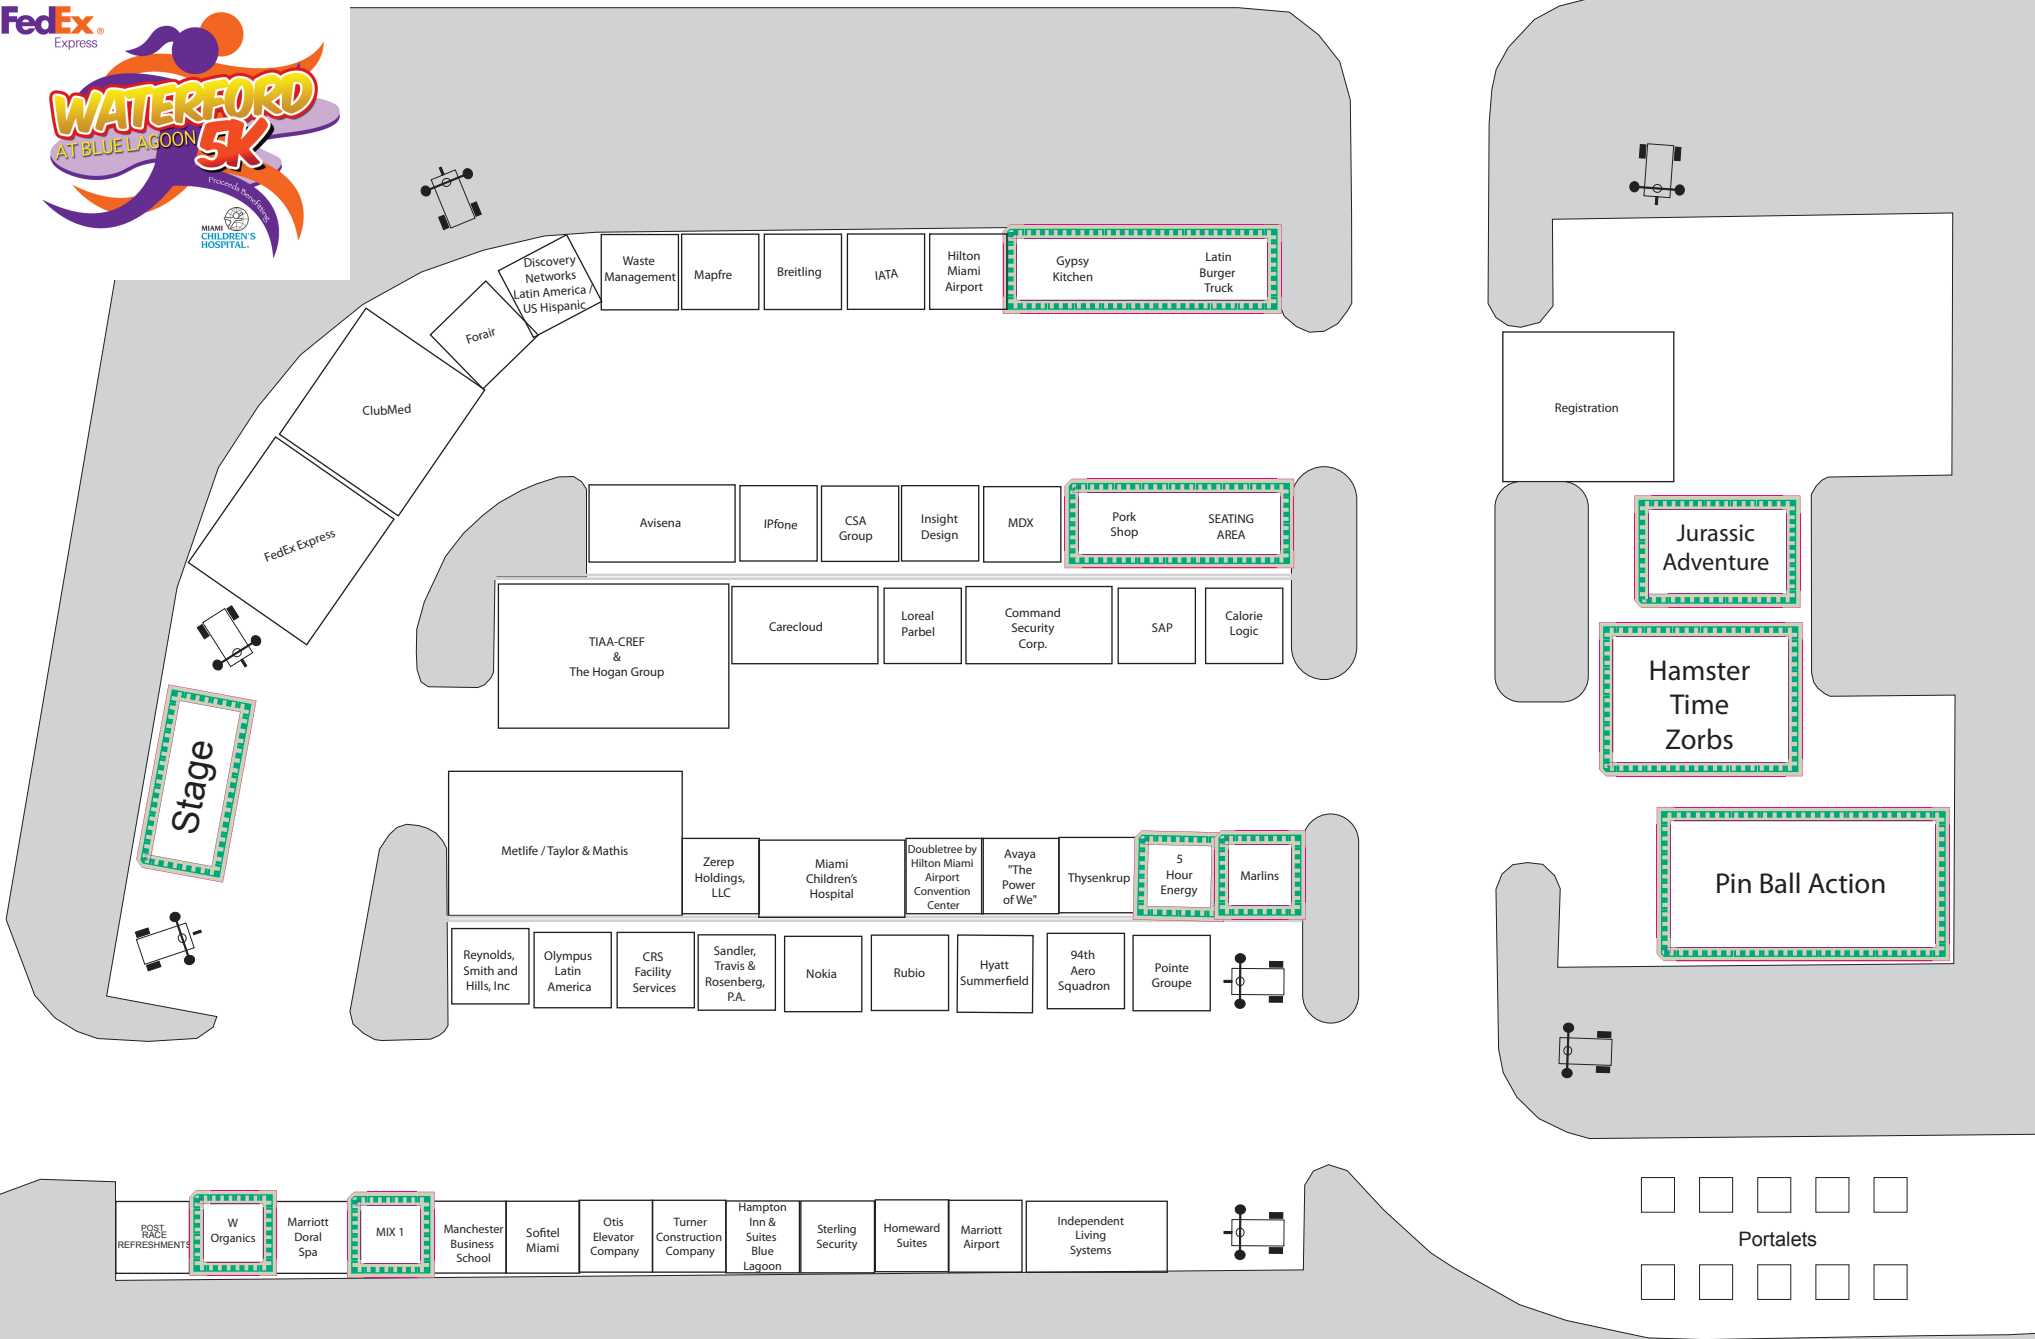 FedEx®
Express
WATERFORD
AT BLUE LAGOON 5K
Proceeds Benefitting
MIAMI
CHILDREN'S
HOSPITAL.
Discovery
Networks
Latin America /
US Hispanic
Waste
Management
Mapfre
Breitling
IATA
Hilton
Miami
Airport
Gypsy
Kitchen
Latin
Burger
Truck
Forair
ClubMed
FedEx Express
Registration
Avisena
IPfone
CSA
Group
Insight
Design
MDX
Pork
Shop
SEATING
AREA
Jurassic
Adventure
TIAA-CREF
&
The Hogan Group
Carecloud
Loreal
Parbel
Command
Security
Corp.
SAP
Calorie
Logic
Hamster
Time
Zorbs
Stage
Metlife / Taylor & Mathis
Zerep
Holdings,
LLC
Miami
Children's
Hospital
Doubletree by
Hilton Miami
Airport
Convention
Center
Avaya
"The
Power
of We"
Thysenkrup
5
Hour
Energy
Marlins
Pin Ball Action
Reynolds,
Smith and
Hills, Inc
Olympus
Latin
America
CRS
Facility
Services
Sandler,
Travis &
Rosenberg,
P.A.
Nokia
Rubio
Hyatt
Summerfield
94th
Aero
Squadron
Pointe
Groupe
POST
RACE
REFRESHMENTS
W
Organics
Marriott
Doral
Spa
MIX 1
Manchester
Business
School
Sofitel
Miami
Otis
Elevator
Company
Turner
Construction
Company
Hampton
Inn &
Suites
Blue
Lagoon
Sterling
Security
Homeward
Suites
Marriott
Airport
Independent
Living
Systems
Portalets